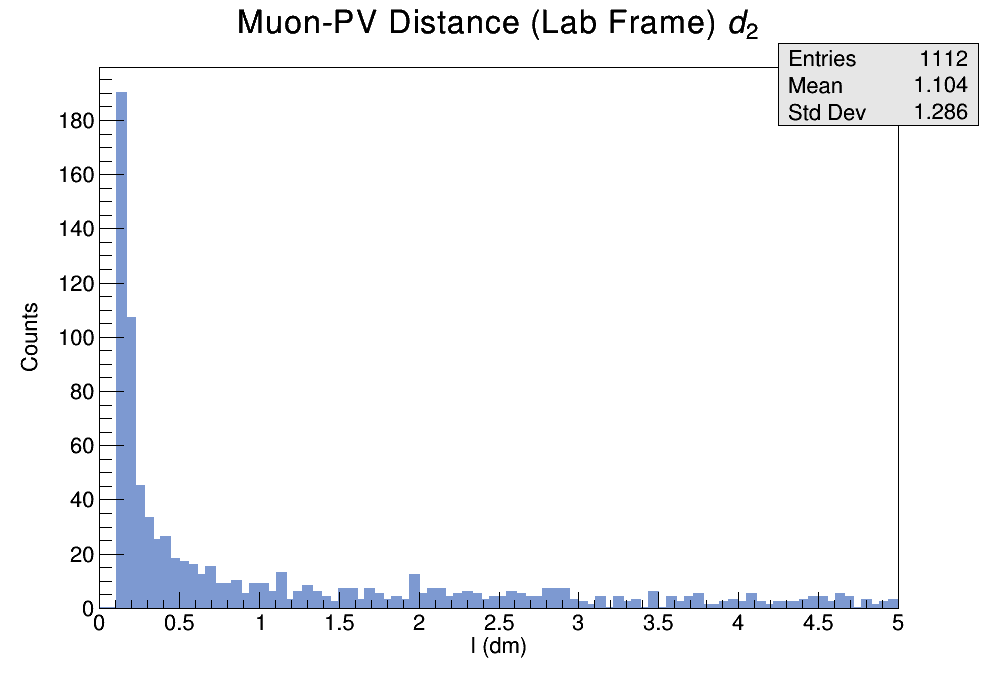 Muon-PV Distance (Lab Frame) d₂
Entries 1112
Mean 1.104
Std Dev 1.286
Counts
180
160
140
120
100
80
60
40
20
0
0 0.5 1 1.5 2 2.5 3 3.5 4 4.5 5
l (dm)